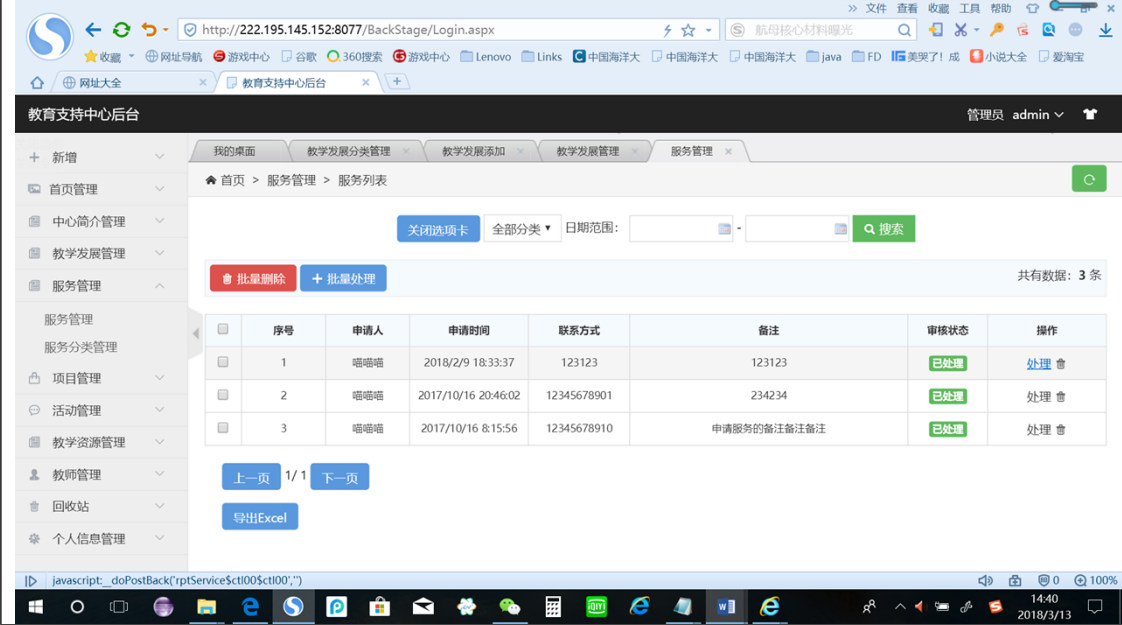 » 文件 查看 收藏 工具 帮助
http://222.195.145.152:8077/BackStage/Login.aspx 航母核心材料曝光
收藏 网址导航 游戏中心 谷歌 360搜索 游戏中心 Lenovo Links 中国海洋大 中国海洋大 中国海洋大 java FD 美哭了! 成 小说大全 爱淘宝
网址大全 教育支持中心后台
教育支持中心后台 管理员 admin
我的桌面 教学发展分类管理 教学发展添加 教学发展管理 服务管理
首页 > 服务管理 > 服务列表
新增
首页管理
中心简介管理
教学发展管理
服务管理
服务管理
服务分类管理
项目管理
活动管理
教学资源管理
教师管理
回收站
个人信息管理
关闭选项卡 全部分类 日期范围: - 搜索
批量删除 批量处理 共有数据: 3 条
序号 申请人 申请时间 联系方式 备注 审核状态 操作
1 喵喵喵 2018/2/9 18:33:37 123123 123123 已处理 处理
2 喵喵喵 2017/10/16 20:46:02 12345678901 234234 已处理 处理
3 喵喵喵 2017/10/16 8:15:56 12345678910 申请服务的备注备注备注 已处理 处理
上一页 1/ 1 下一页
导出Excel
javascript:__doPostBack('rptService$ctl00$ctl00','') 0 100%
14:40
2018/3/13